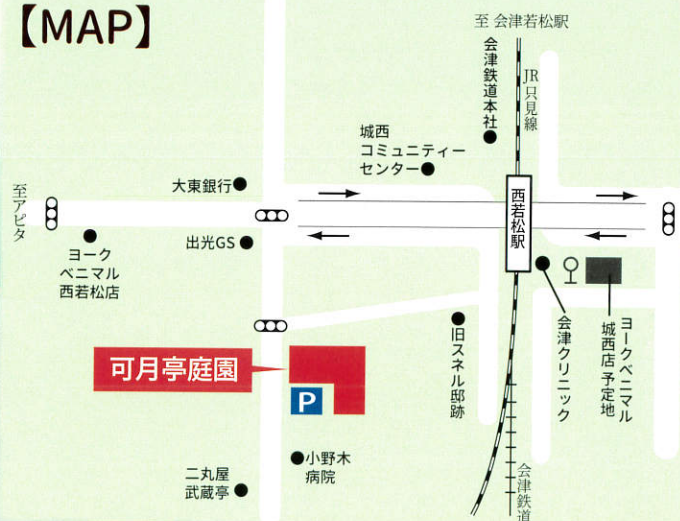 【MAP】
至 会津若松駅
会津鉄道本社
JR只見線
城西
コミュニティー
センター
大東銀行
至アピタ
西若松駅
ヨーク
ベニマル
西若松店
出光GS
会津クリニック
ヨークベニマル
城西店 予定地
旧スネル邸跡
可月亭庭園
P
小野木
病院
二丸屋
武蔵亭
会津鉄道